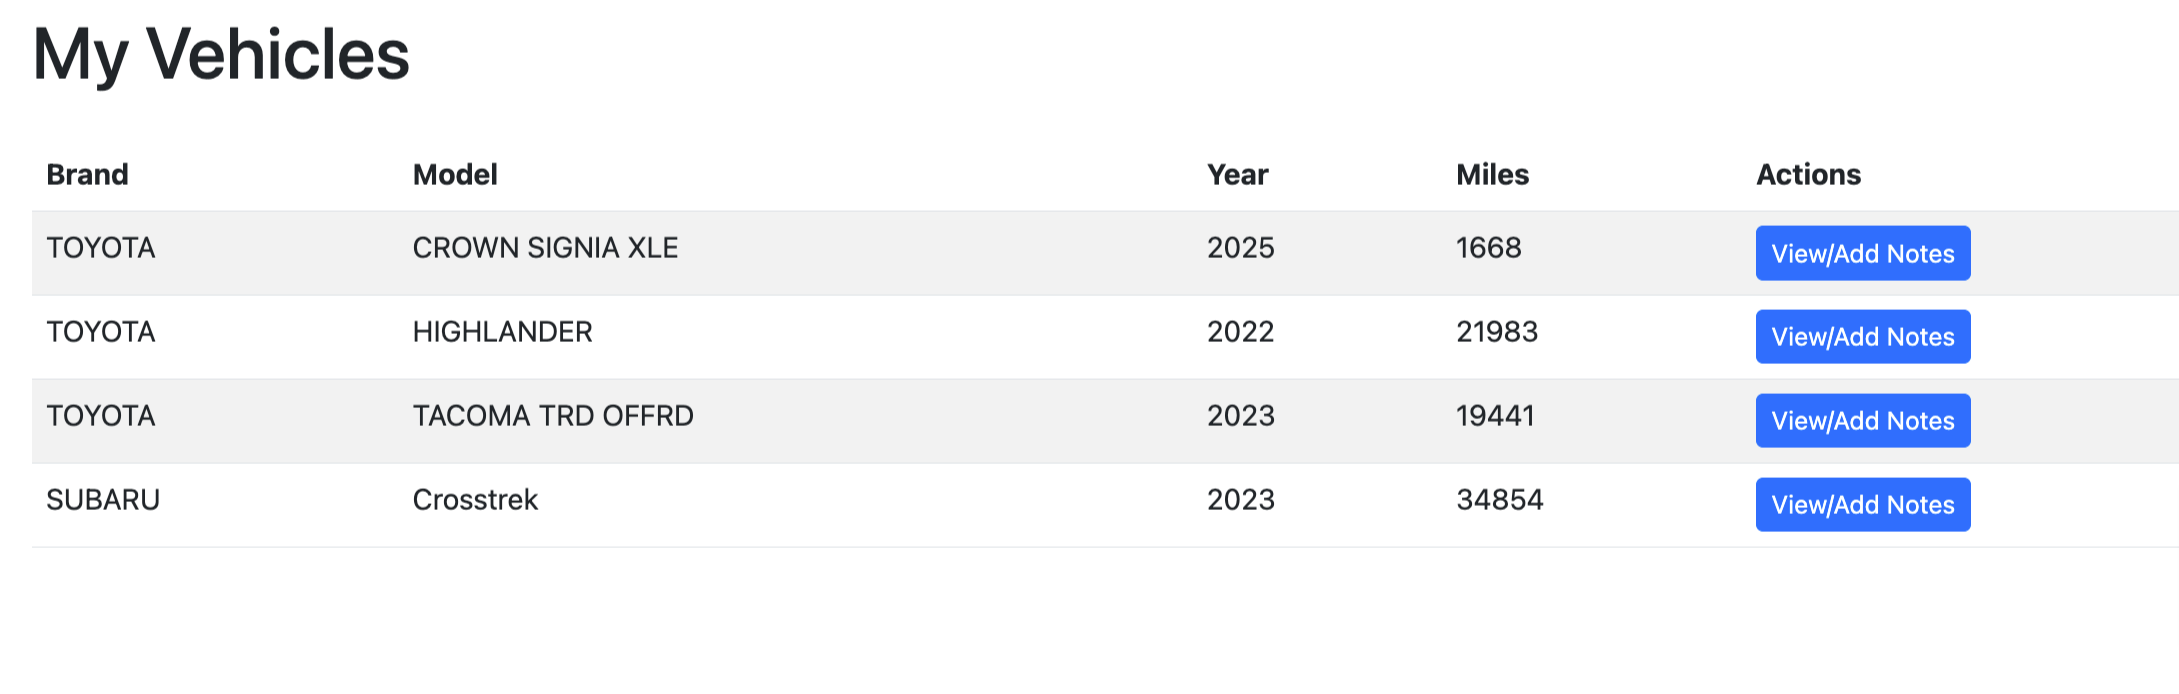 My Vehicles
Brand Model Year Miles Actions
TOYOTA CROWN SIGNIA XLE 2025 1668 View/Add Notes
TOYOTA HIGHLANDER 2022 21983 View/Add Notes
TOYOTA TACOMA TRD OFFRD 2023 19441 View/Add Notes
SUBARU Crosstrek 2023 34854 View/Add Notes